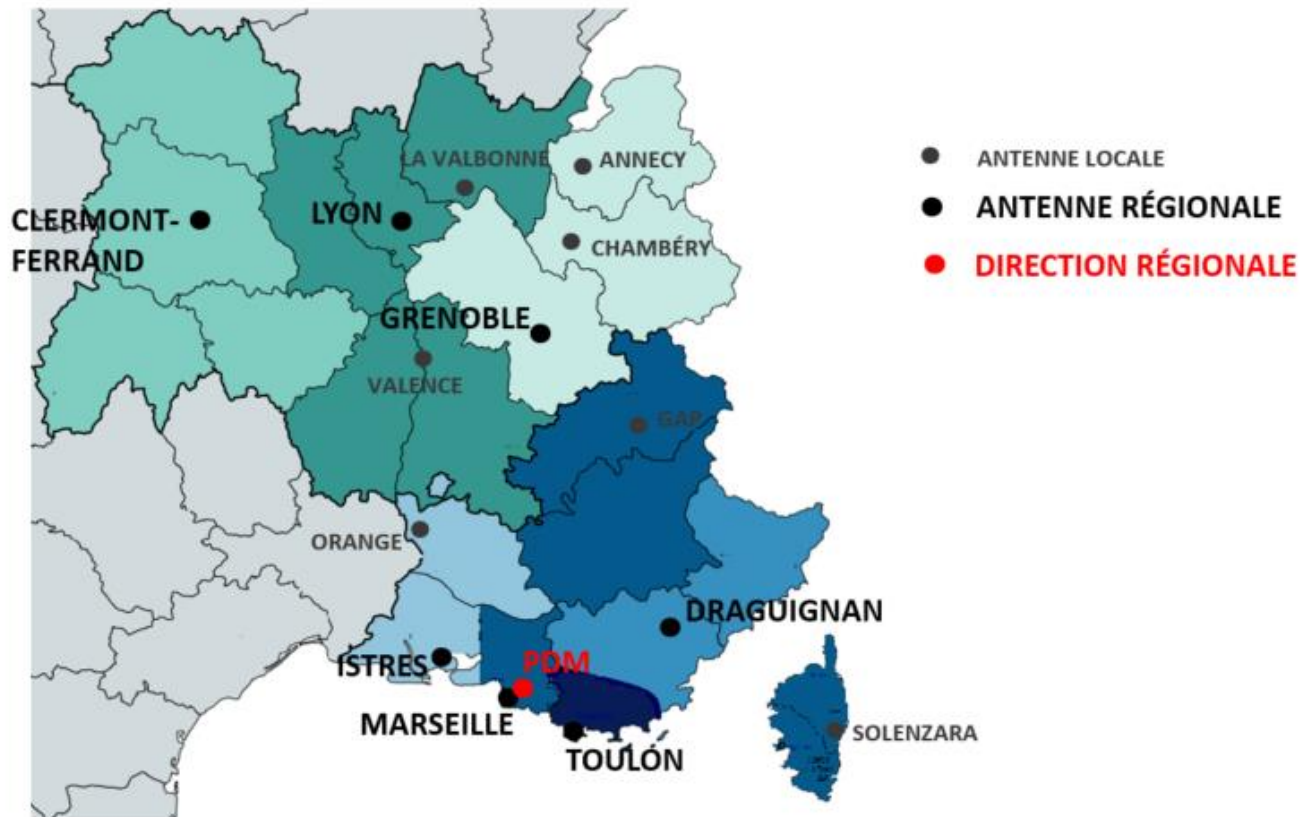 LA VALBONNE
ANNECY
ANTENNE LOCALE
CLERMONT-
FERRAND
LYON
ANTENNE RÉGIONALE
CHAMBÉRY
DIRECTION RÉGIONALE
GRENOBLE
VALENCE
GAP
ORANGE
DRAGUIGNAN
ISTRES
PDM
MARSEILLE
TOULÓN
SOLENZARA